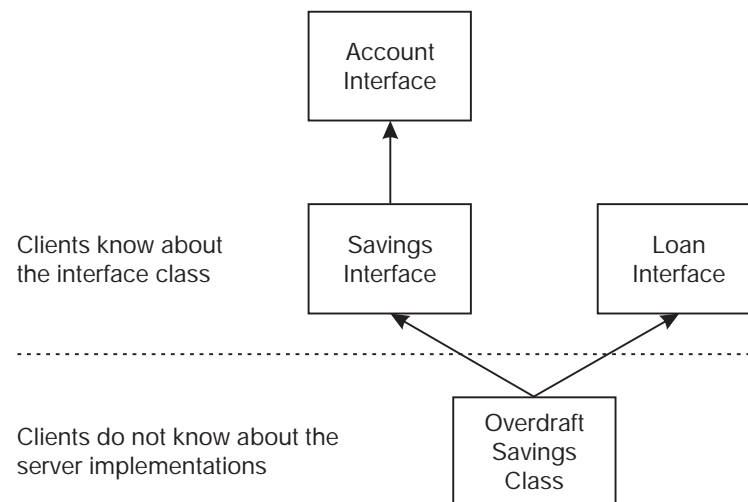 Account
Interface
Clients know about
the interface class
Savings
Interface
Loan
Interface
Clients do not know about the
server implementations
Overdraft
Savings
Class